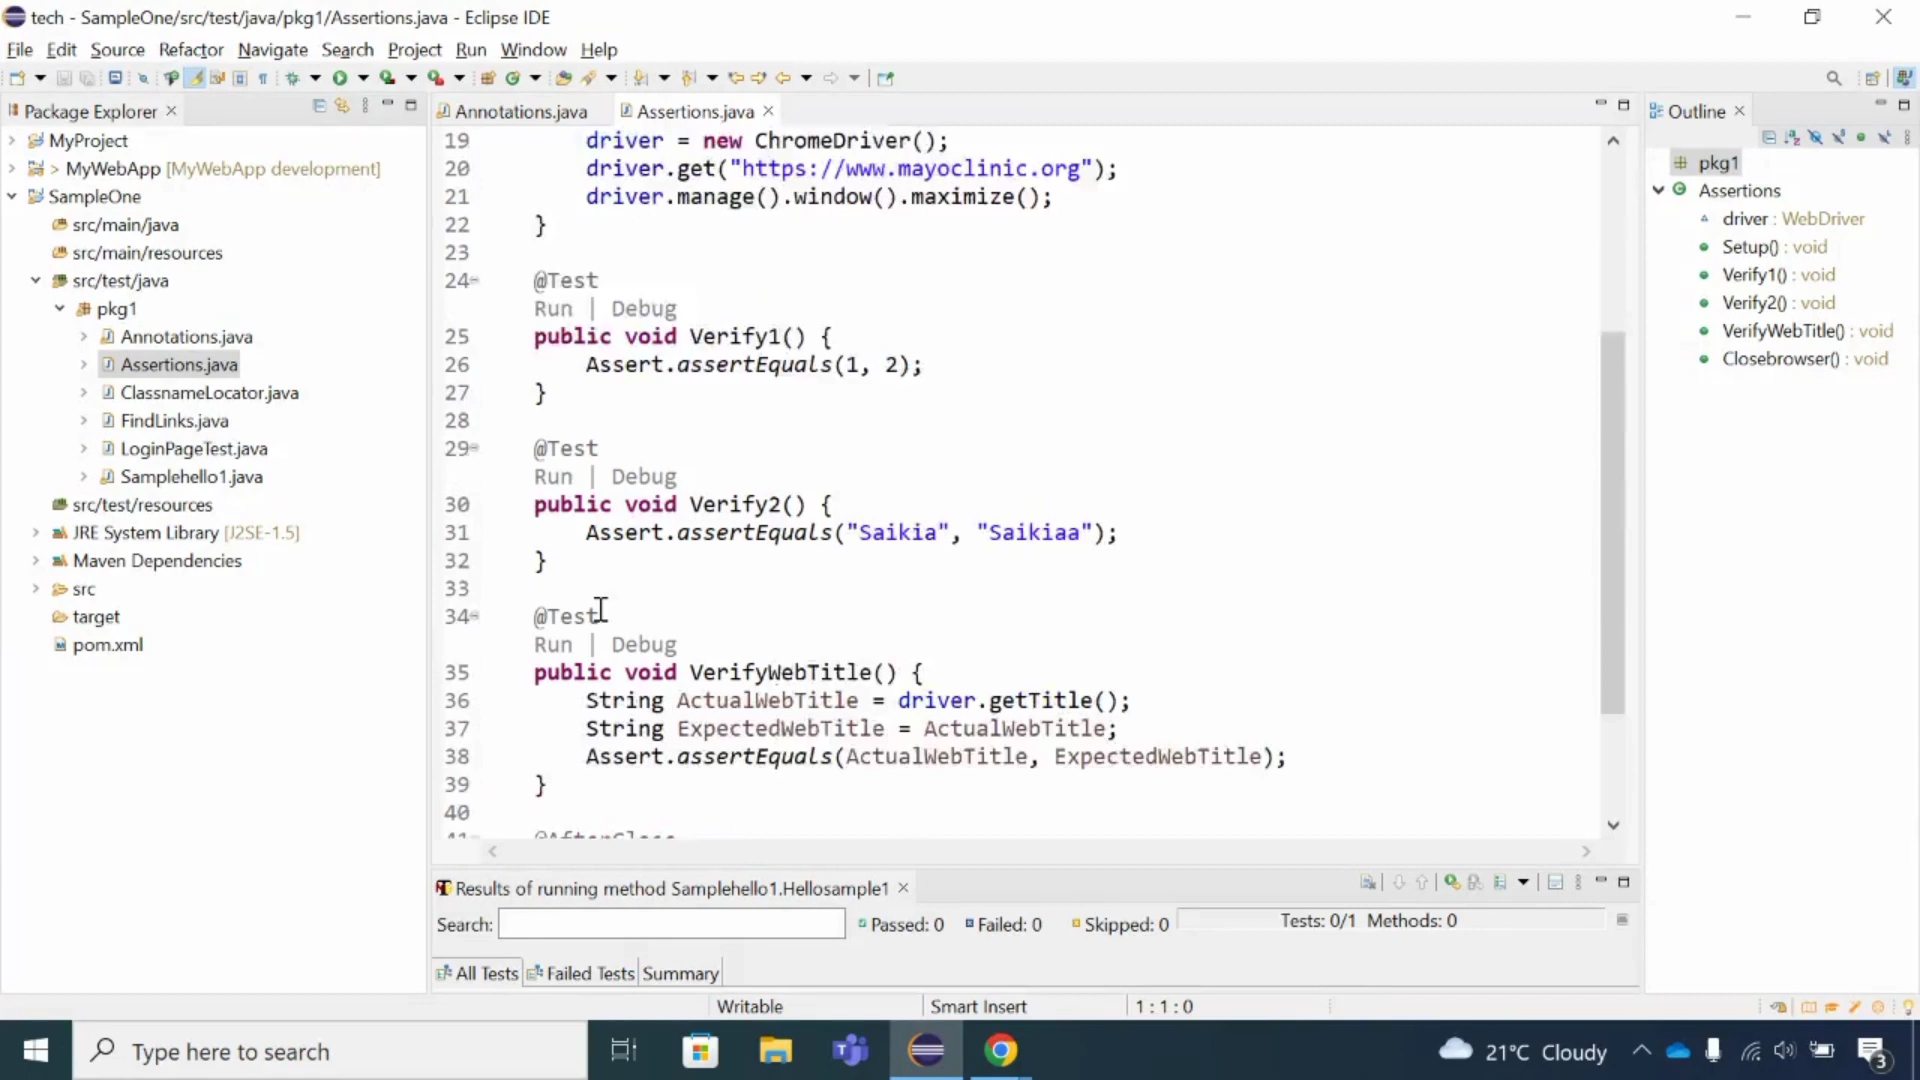 tech - SampleOne/src/test/java/pkg1/Assertions.java - Eclipse IDE
File Edit Source Refactor Navigate Search Project Run Window Help
Package Explorer
MyProject
> MyWebApp [MyWebApp development]
SampleOne
src/main/java
src/main/resources
src/test/java
pkg1
Annotations.java
Assertions.java
ClassnameLocator.java
FindLinks.java
LoginPageTest.java
Samplehello1.java
src/test/resources
JRE System Library [J2SE-1.5]
Maven Dependencies
src
target
pom.xml
Annotations.java Assertions.java
19 driver = new ChromeDriver();
20 driver.get("https://www.mayoclinic.org");
21 driver.manage().window().maximize();
22 }
23
24 @Test
Run | Debug
25 public void Verify1() {
26 Assert.assertEquals(1, 2);
27 }
28
29 @Test
Run | Debug
30 public void Verify2() {
31 Assert.assertEquals("Saikia", "Saikiaa");
32 }
33
34 @Test
Run | Debug
35 public void VerifyWebTitle() {
36 String ActualWebTitle = driver.getTitle();
37 String ExpectedWebTitle = ActualWebTitle;
38 Assert.assertEquals(ActualWebTitle, ExpectedWebTitle);
39 }
40
41 @AfterClass
Outline
pkg1
Assertions
driver : WebDriver
Setup() : void
Verify1() : void
Verify2() : void
VerifyWebTitle() : void
Closebrowser() : void
Results of running method Samplehello1.Hellosample1
Search: Passed: 0 Failed: 0 Skipped: 0 Tests: 0/1 Methods: 0
All Tests Failed Tests Summary
Writable Smart Insert 1 : 1 : 0
Type here to search
21°C Cloudy
3